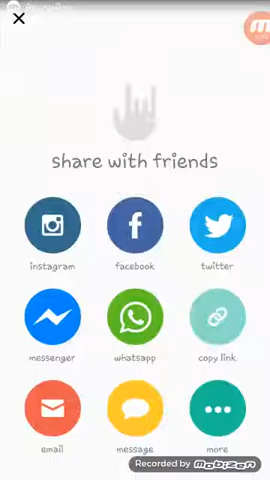 share with friends
instagram facebook twitter
messenger whatsapp copy link
email message more
Recorded by Mobizen